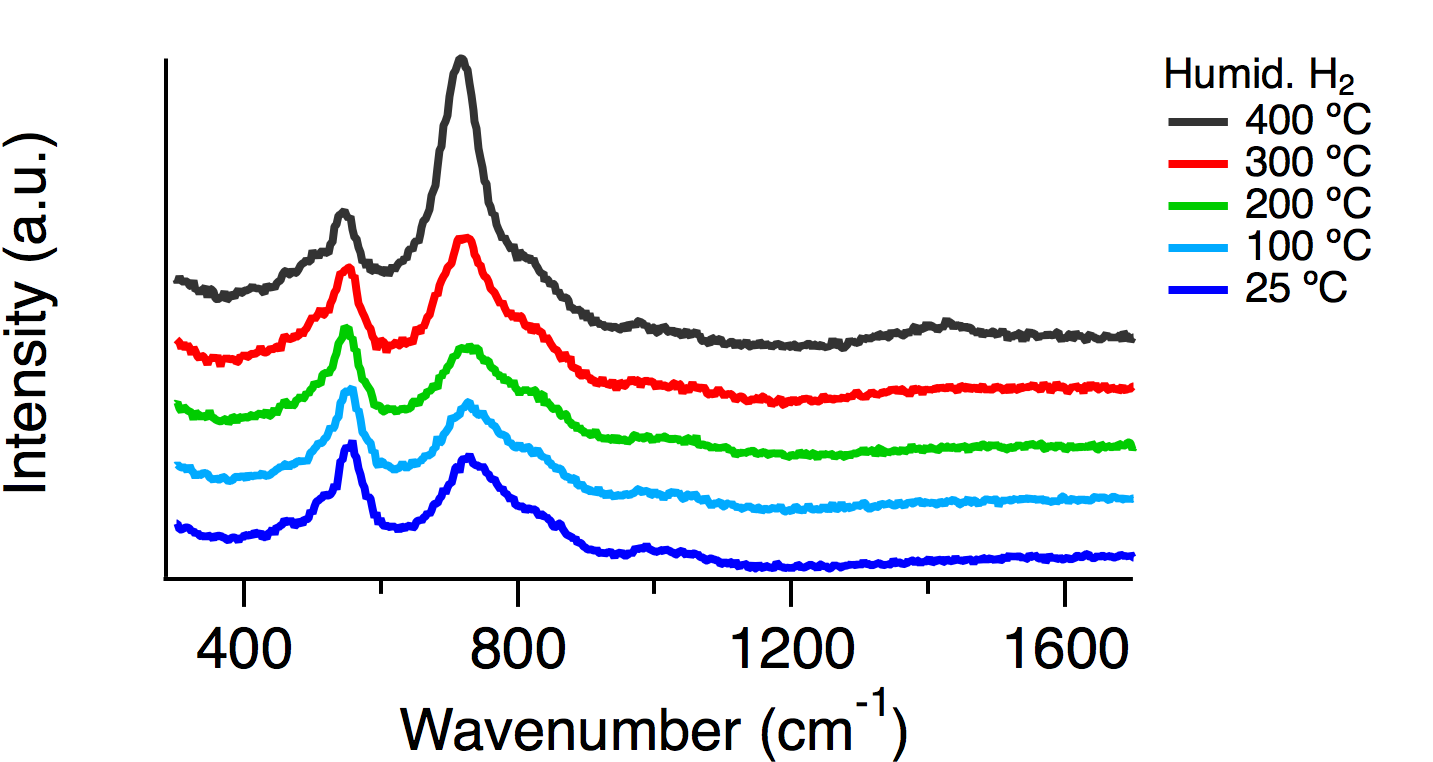 Intensity (a.u.)
Humid. H₂
400 ºC
300 ºC
200 ºC
100 ºC
25 ºC
400 800 1200 1600
Wavenumber (cm⁻¹)